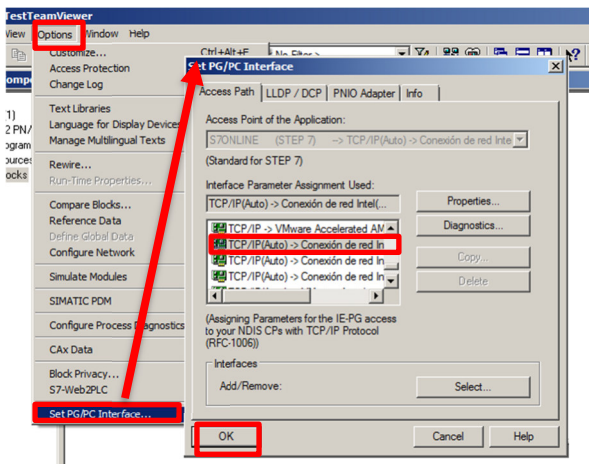 TestTeamViewer
View Options Window Help
Customize... Ctrl+Alt+E
Access Protection
Change Log
Text Libraries
Language for Display Devices
Manage Multilingual Texts
Rewire...
Run-Time Properties...
Compare Blocks...
Reference Data
Define Global Data
Configure Network
Simulate Modules
SIMATIC PDM
Configure Process Diagnostics
CAx Data
Block Privacy...
S7-Web2PLC
Set PG/PC Interface...
1)
2 PN/
ogram
ources
ocks
No Filter >
Set PG/PC Interface
Access Path LLDP / DCP PNIO Adapter Info
Access Point of the Application:
S7ONLINE (STEP 7) --> TCP/IP(Auto) -> Conexión de red Inte
(Standard for STEP 7)
Interface Parameter Assignment Used:
TCP/IP(Auto) -> Conexión de red Intel(...
Properties...
TCP/IP -> VMware Accelerated AM
Diagnostics...
TCP/IP(Auto) -> Conexión de red In
TCP/IP(Auto) -> Conexión de red In
Copy...
TCP/IP(Auto) -> Conexión de red In
Delete
(Assigning Parameters for the IE-PG access
to your NDIS CPs with TCP/IP Protocol
(RFC-1006))
Interfaces
Add/Remove:
Select...
OK
Cancel
Help